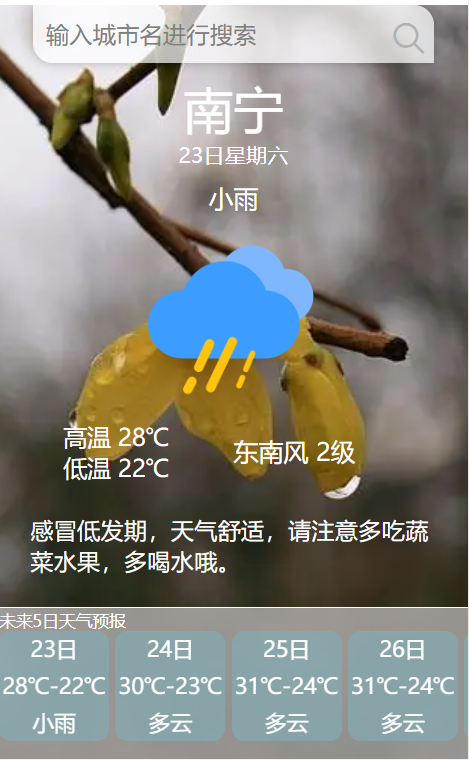 输入城市名进行搜索
南宁
23日星期六
小雨
高温 28℃
低温 22℃
东南风 2级
感冒低发期，天气舒适，请注意多吃蔬
菜水果，多喝水哦。
未来5日天气预报
23日
28℃-22℃
小雨
24日
30℃-23℃
多云
25日
31℃-24℃
多云
26日
31℃-24℃
多云